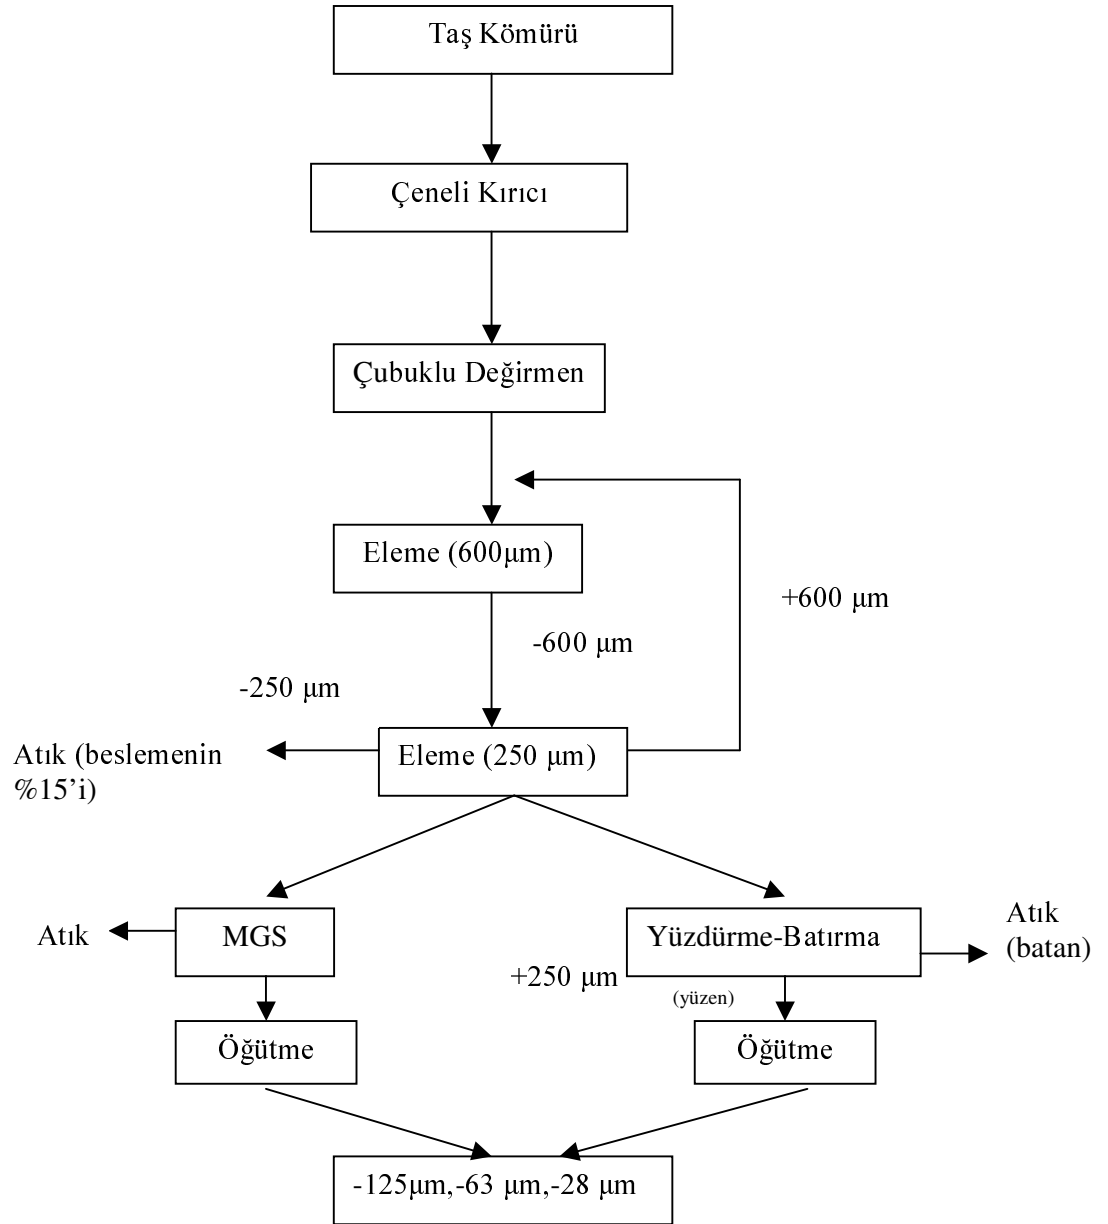 Taş Kömürü
Çeneli Kırıcı
Çubuklu Değirmen
Eleme (600µm)
+600 µm
-600 µm
-250 µm
Atık (beslemenin
%15’i)
Eleme (250 µm)
Atık
MGS
Yüzdürme-Batırma
Atık
(batan)
+250 µm
(yüzen)
Öğütme
Öğütme
-125µm,-63 µm,-28 µm